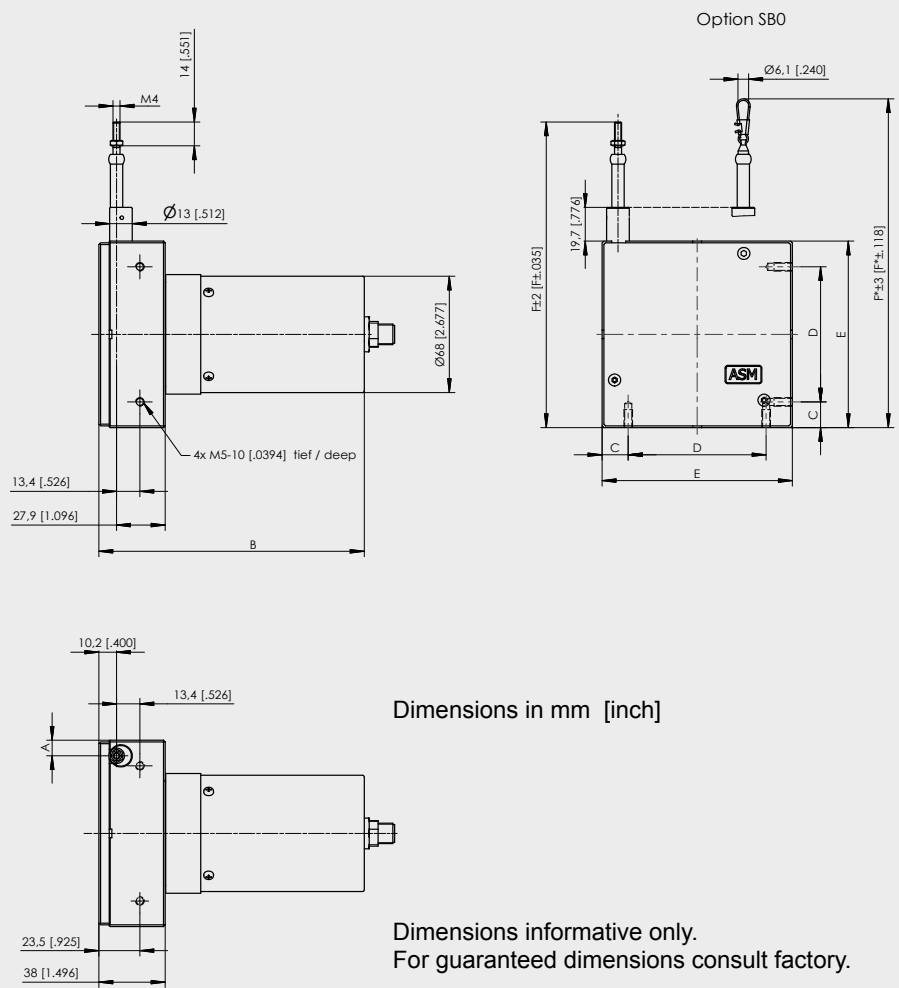 Option SB0
14 [.551]
M4
Ø6,1 [.240]
Ø13 [.512]
19,7 [.776]
F±2 [F±.035]
F*±3 [F*±.118]
Ø68 [2.677]
D
E
ASM
C
C
D
E
4x M5-10 [.0394] tief / deep
13,4 [.526]
27,9 [1.096]
B
10,2 [.400]
13,4 [.526]
A
Dimensions in mm [inch]
23,5 [.925]
38 [1.496]
Dimensions informative only.
For guaranteed dimensions consult factory.